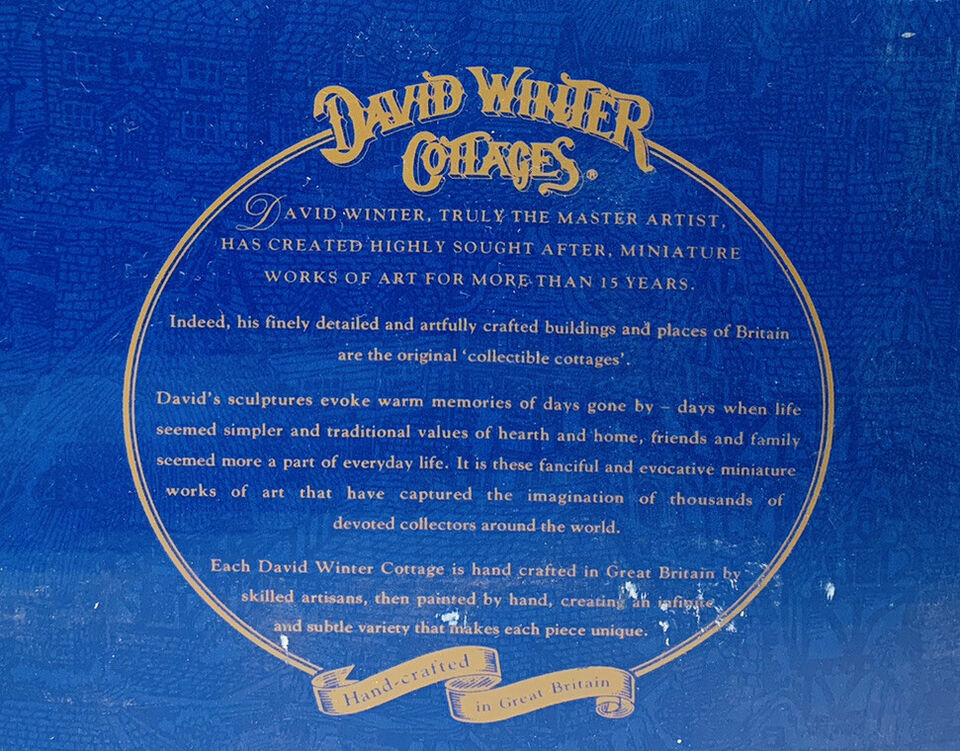 DAVID WINTER
COTTAGES®
DAVID WINTER, TRULY THE MASTER ARTIST,
HAS CREATED HIGHLY SOUGHT AFTER, MINIATURE
WORKS OF ART FOR MORE THAN 15 YEARS.
Indeed, his finely detailed and artfully crafted buildings and places of Britain
are the original ‘collectible cottages’.
David's sculptures evoke warm memories of days gone by – days when life
seemed simpler and traditional values of hearth and home, friends and family
seemed more a part of everyday life. It is these fanciful and evocative miniature
works of art that have captured the imagination of thousands of
devoted collectors around the world.
Each David Winter Cottage is hand crafted in Great Britain by
skilled artisans, then painted by hand, creating an infinite
and subtle variety that makes each piece unique.
Hand-crafted
in Great Britain